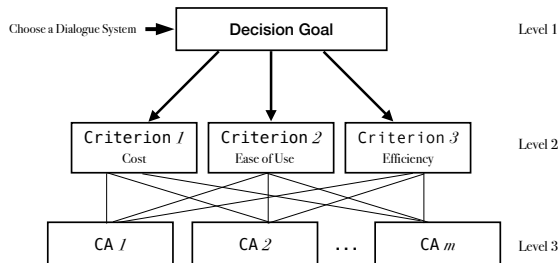 Choose a Dialogue System Decision Goal Level 1
Criterion 1 Criterion 2 Criterion 3
Cost Ease of Use Efficiency Level 2
CA 1 CA 2 ... CA m Level 3